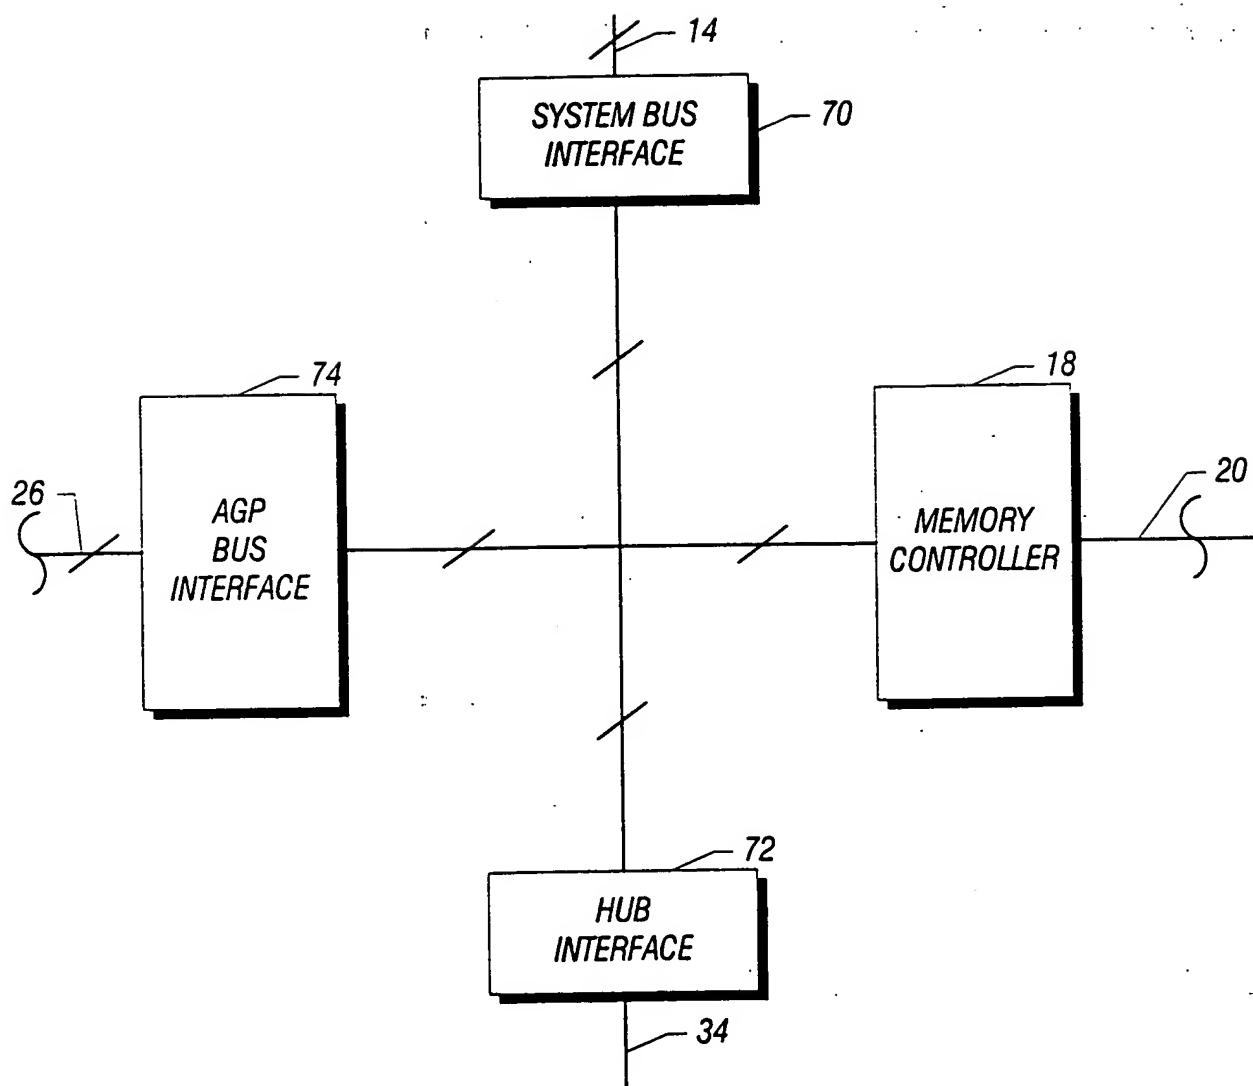 14
SYSTEM BUS
INTERFACE
70
74
18
26
AGP
BUS
INTERFACE
MEMORY
CONTROLLER
20
72
HUB
INTERFACE
34